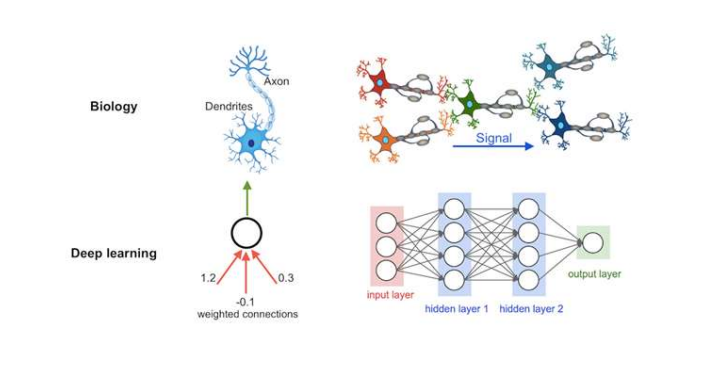 Axon
Biology
Dendrites
Signal
Deep learning
1.2
0.3
-0.1
weighted connections
input layer
hidden layer 1
hidden layer 2
output layer